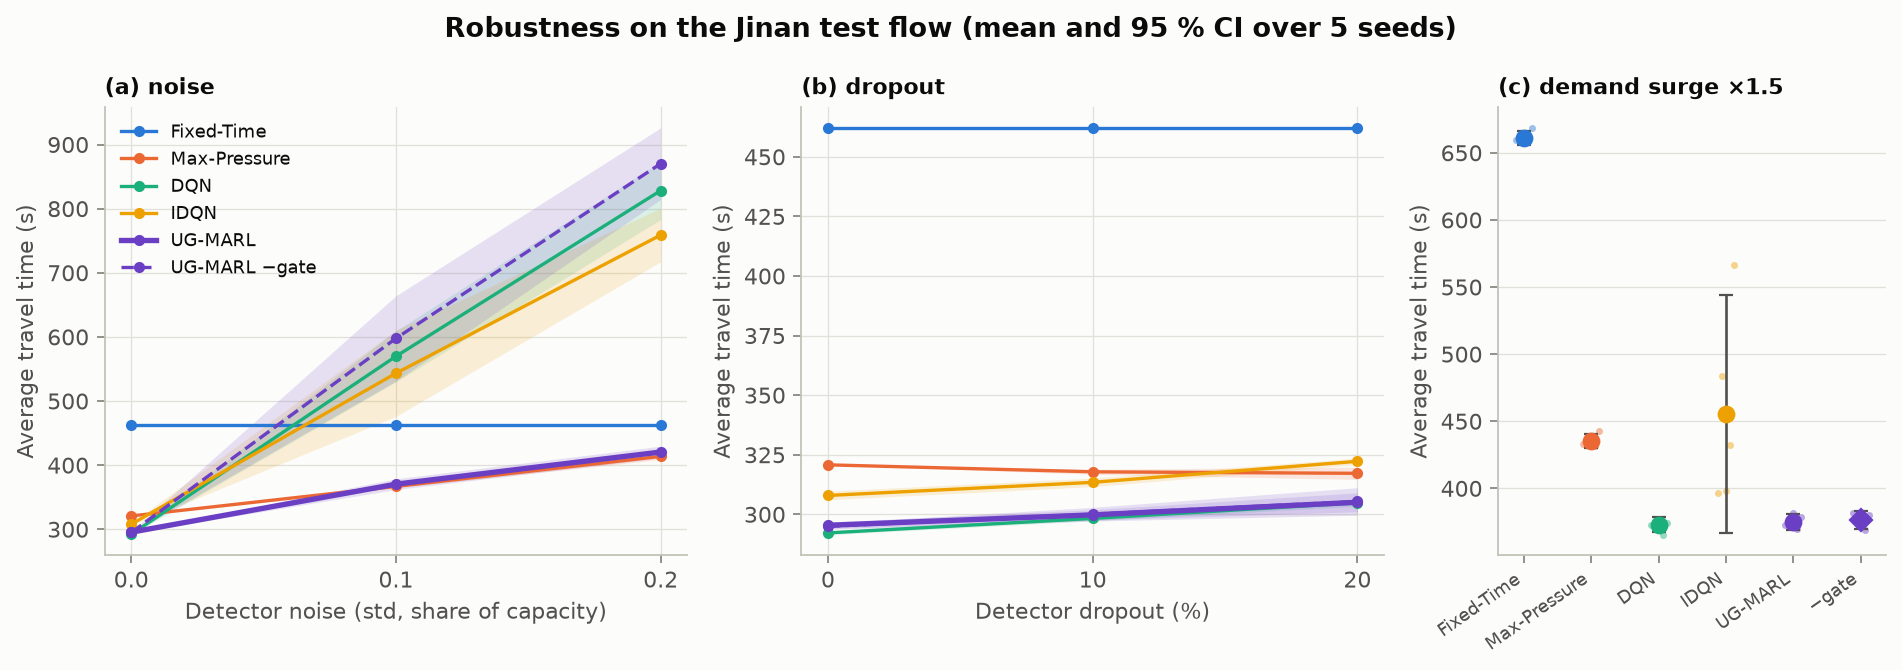 Robustness on the Jinan test flow (mean and 95 % CI over 5 seeds)
(a) noise
Average travel time (s)
900
800
700
600
500
400
300
Fixed-Time
Max-Pressure
DQN
IDQN
UG-MARL
UG-MARL −gate
0.0
0.1
0.2
Detector noise (std, share of capacity)
(b) dropout
Average travel time (s)
450
425
400
375
350
325
300
0
10
20
Detector dropout (%)
(c) demand surge ×1.5
Average travel time (s)
650
600
550
500
450
400
Fixed-Time
Max-Pressure
DQN
IDQN
UG-MARL
−gate